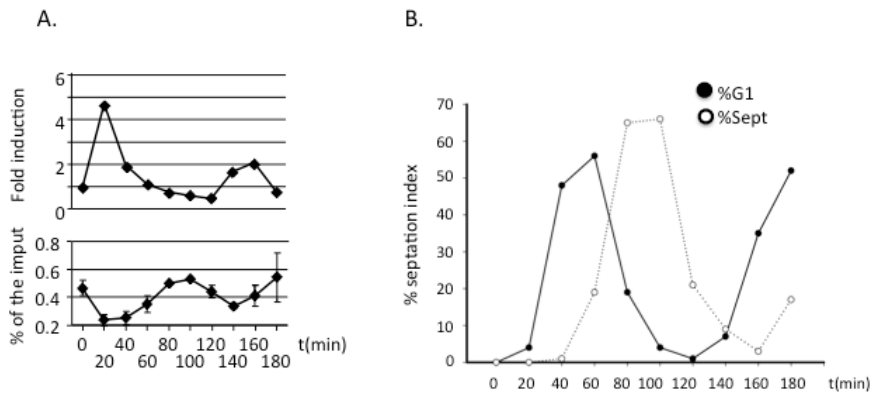 A.
Fold induction
6
4
2
0
% of the imput
0.8
0.6
0.4
0.2
0 40 80 120 160 t(min)
20 60 100 140 180
B.
%G1
%Sept
% septation index
70
60
50
40
30
20
10
0
0 20 40 60 80 100 120 140 160 180 t(min)